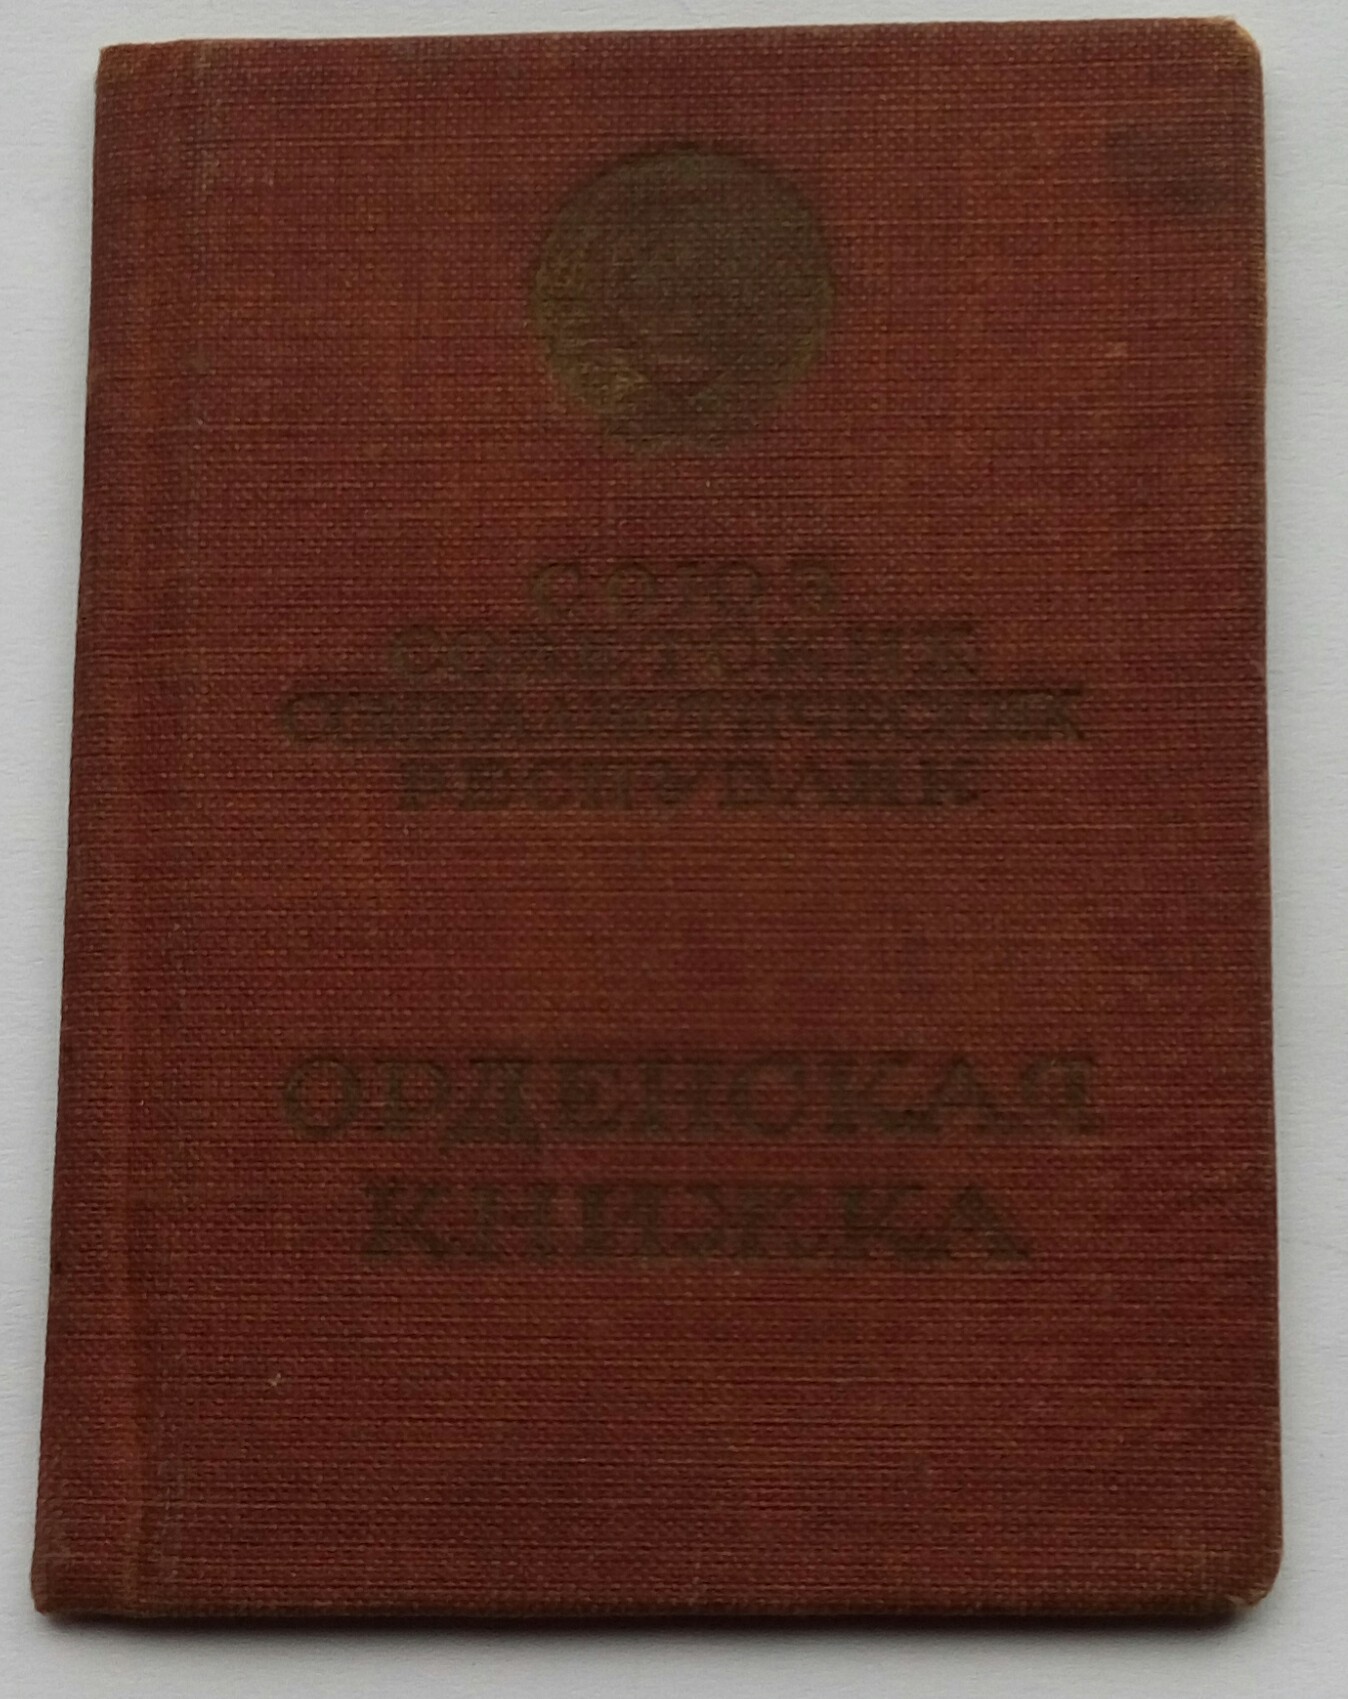 СОЮЗ
СОВЕТСКИХ
СОЦИАЛИСТИЧЕСКИХ
РЕСПУБЛИК
ОРДЕНСКАЯ
КНИЖКА